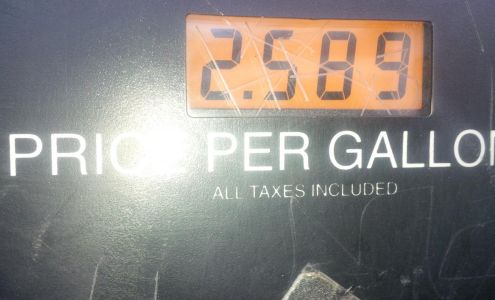 2.589
PRICE PER GALLON
ALL TAXES INCLUDED